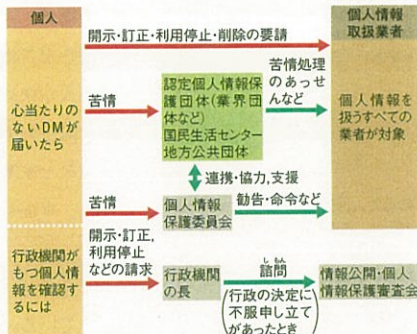 個人
個人情報
取扱業者
開示・訂正・利用停止・削除の要請
心当たりの
ないDMが
届いたら
苦情
認定個人情報保
護団体(業界団
体など)
国民生活センター
地方公共団体
苦情処理
のあっせ
んなど
個人情報を
扱うすべての
業者が対象
連携・協力,支援
苦情
個人情報
保護委員会
勧告・命令など
行政機関が
もつ個人情
報を確認す
るには
開示・訂正,
利用停止
などの請求
行政機関
の長
しもん
諮問
(行政の決定に
不服申し立て
があったとき)
情報公開・個人
情報保護審査会